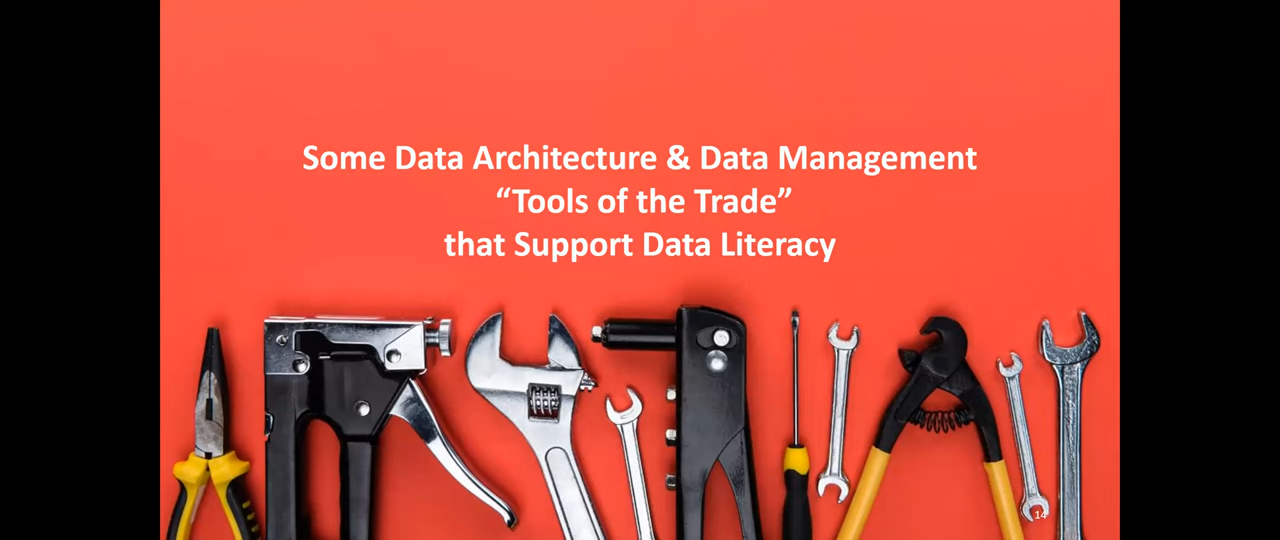 Some Data Architecture & Data Management
“Tools of the Trade”
that Support Data Literacy
14